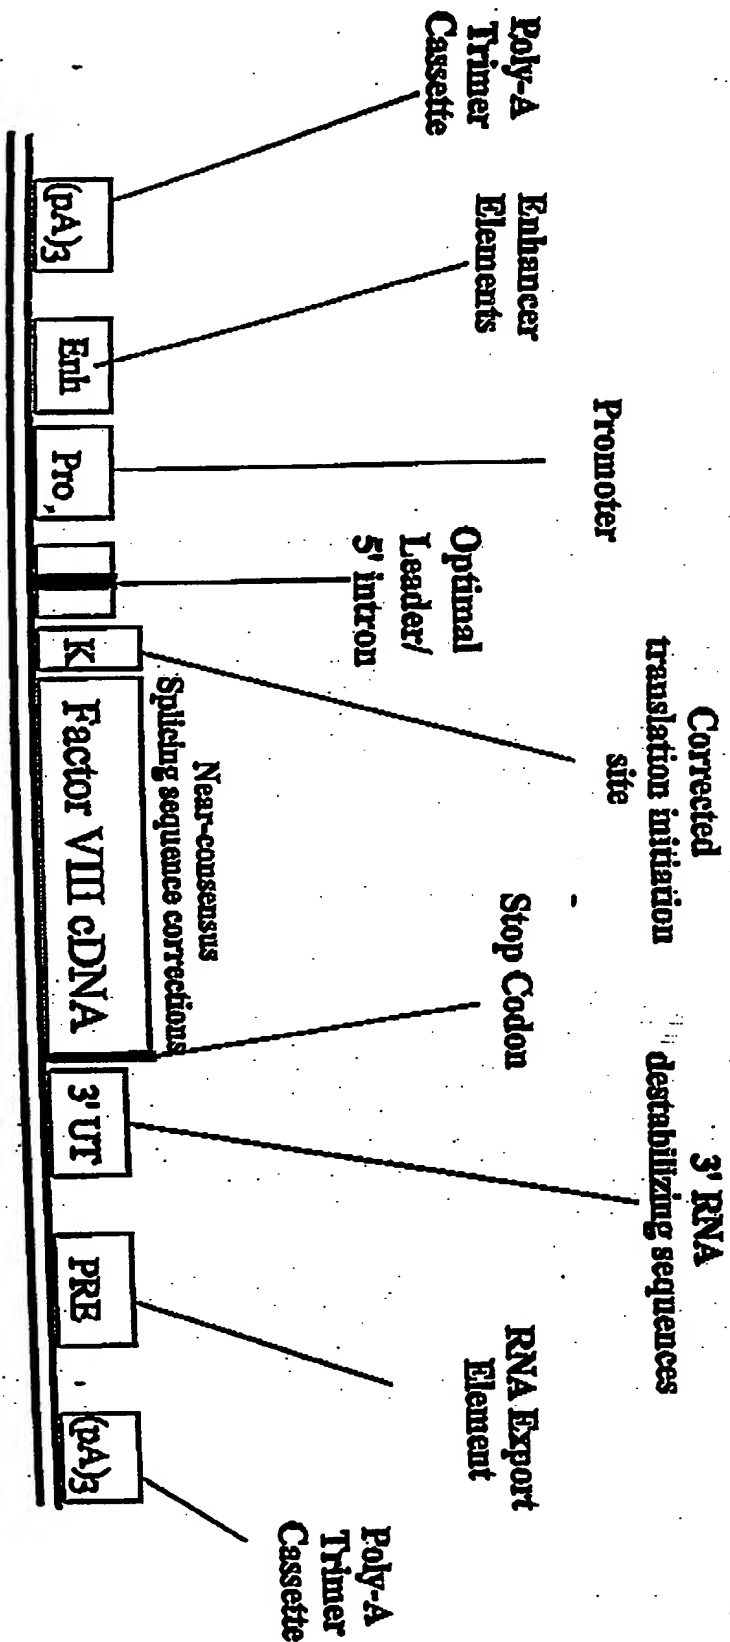 Poly-A
Trimer
Cassette
Enhancer
Elements
Promoter
Optimal
Leader/
5' intron
Corrected
translation initiation
site
Stop Codon
3' RNA
destabilizing sequences
RNA Export
Element
Poly-A
Trimer
Cassette
Near-consensus
Splicing sequence corrections
(pA)3
Enh
Pro,
K
Factor VIII cDNA
3' UT
PRE
(pA)3